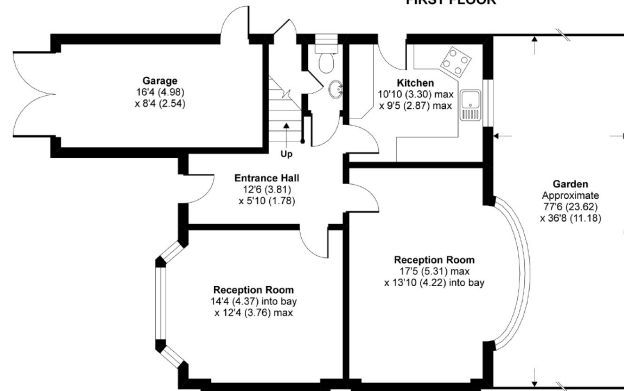 FIRST FLOOR
Garage
16'4 (4.98)
x 8'4 (2.54)
Kitchen
10'10 (3.30) max
x 9'5 (2.87) max
Up
Entrance Hall
12'6 (3.81)
x 5'10 (1.78)
Garden
Approximate
77'6 (23.62)
x 36'8 (11.18)
Reception Room
17'5 (5.31) max
x 13'10 (4.22) into bay
Reception Room
14'4 (4.37) into bay
x 12'4 (3.76) max